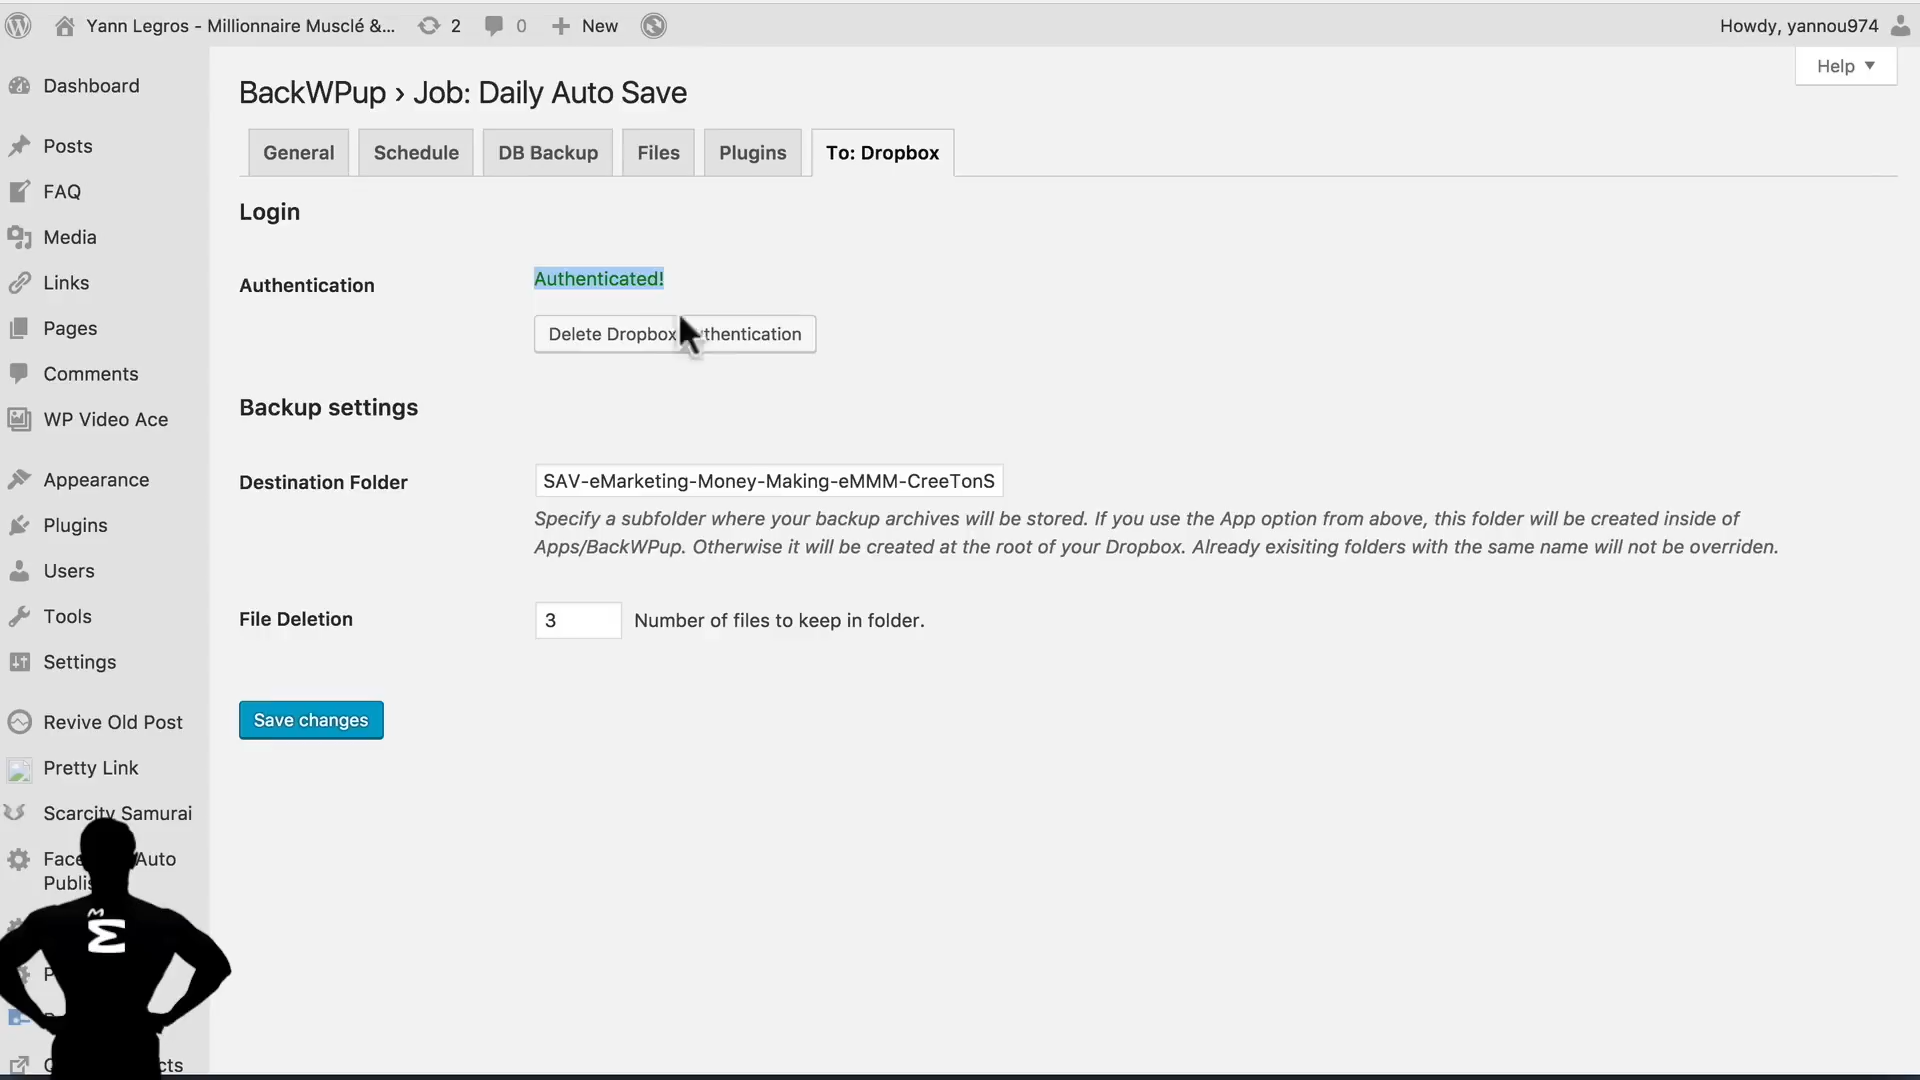 Yann Legros - Millionnaire Musclé &...
2
0
New
Howdy, yannou974
Help
Dashboard
Posts
FAQ
Media
Links
Pages
Comments
WP Video Ace
Appearance
Plugins
Users
Tools
Settings
Revive Old Post
Pretty Link
Scarcity Samurai
Auto
BackWPup › Job: Daily Auto Save
General
Schedule
DB Backup
Files
Plugins
To: Dropbox
Login
Authentication
Authenticated!
Delete Dropbox
Backup settings
Destination Folder
SAV-eMarketing-Money-Making-eMMM-CreeTonS
Specify a subfolder where your backup archives will be stored. If you use the App option from above, this folder will be created inside of
Apps/BackWPup. Otherwise it will be created at the root of your Dropbox. Already exisiting folders with the same name will not be overriden.
File Deletion
3
Number of files to keep in folder.
Save changes